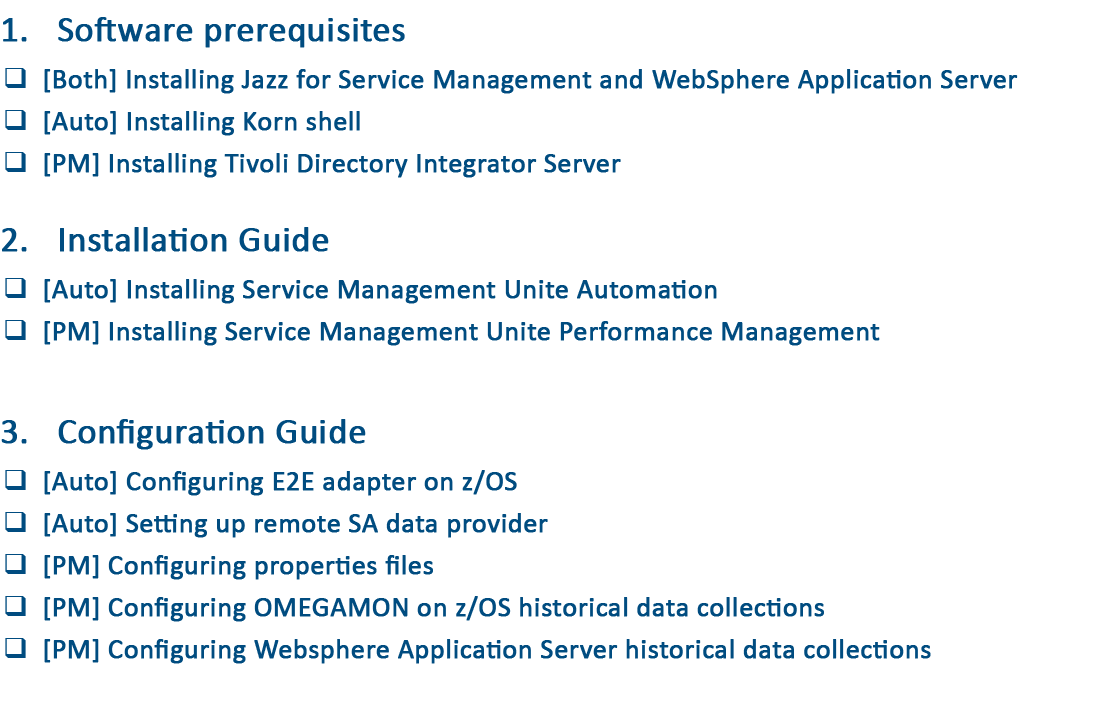 1. Software prerequisites
❑ [Both] Installing Jazz for Service Management and WebSphere Application Server
❑ [Auto] Installing Korn shell
❑ [PM] Installing Tivoli Directory Integrator Server
2. Installation Guide
❑ [Auto] Installing Service Management Unite Automation
❑ [PM] Installing Service Management Unite Performance Management
3. Configuration Guide
❑ [Auto] Configuring E2E adapter on z/OS
❑ [Auto] Setting up remote SA data provider
❑ [PM] Configuring properties files
❑ [PM] Configuring OMEGAMON on z/OS historical data collections
❑ [PM] Configuring Websphere Application Server historical data collections